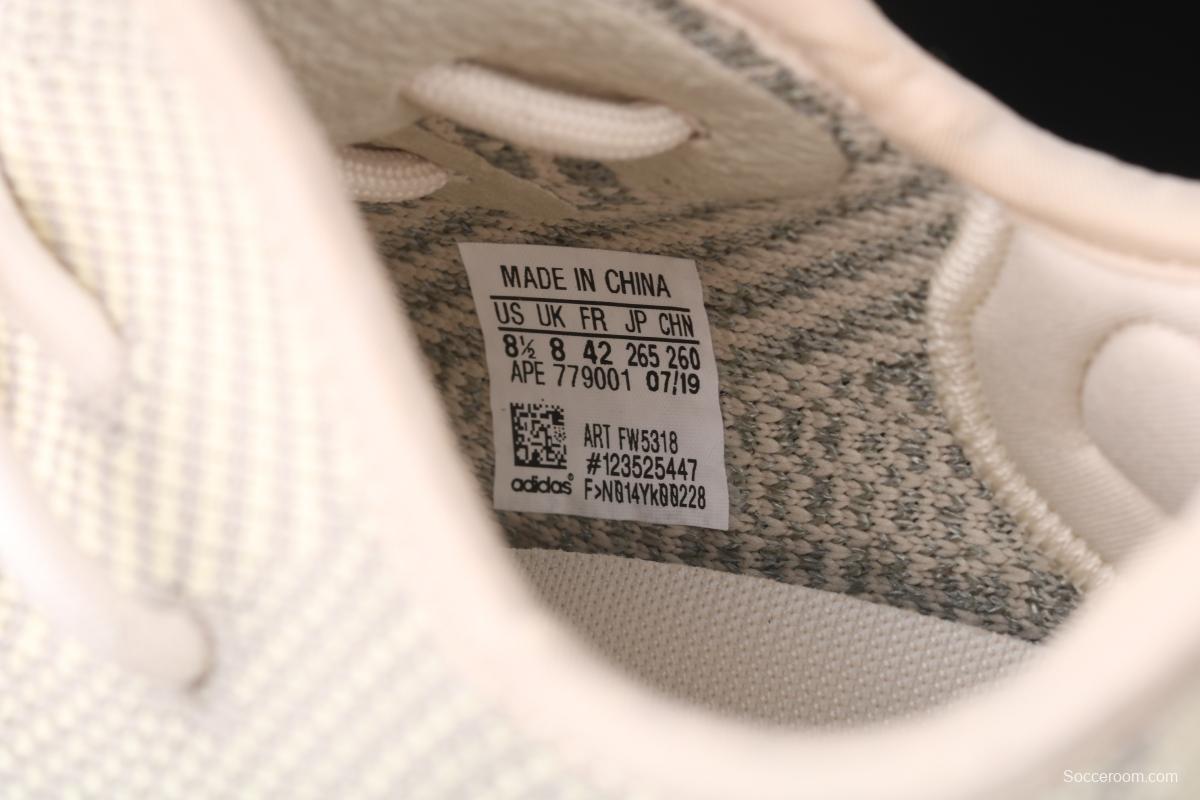 MADE IN CHINA
US UK FR JP CHN
8½ 8 42 265 260
APE 779001 07/19
ART FW5318
#123525447
adidas® F>N014Yk00228
Socceroom.com